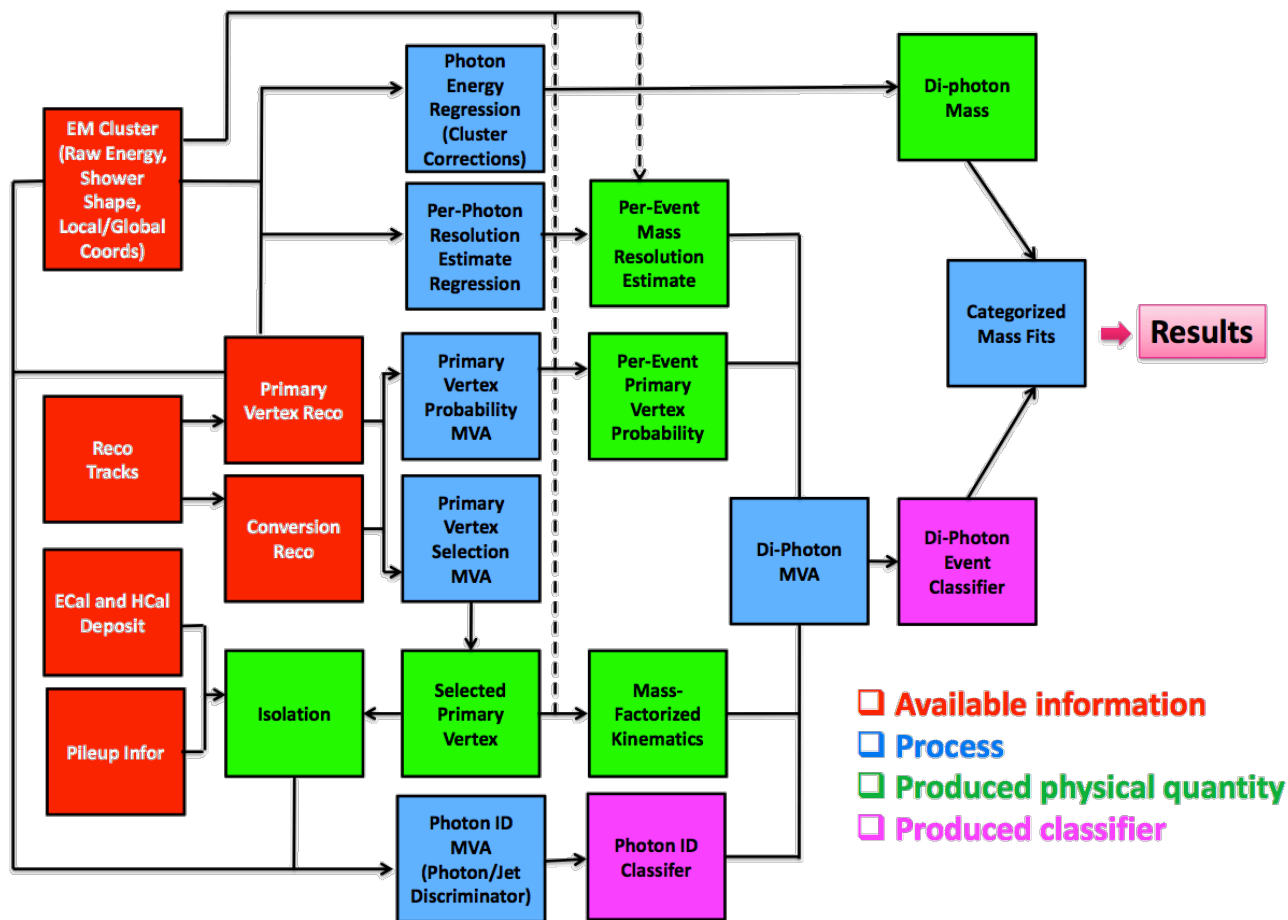 EM Cluster
(Raw Energy,
Shower
Shape,
Local/Global
Coords)
Photon
Energy
Regression
(Cluster
Corrections)
Di-photon
Mass
Per-Photon
Resolution
Estimate
Regression
Per-Event
Mass
Resolution
Estimate
Categorized
Mass Fits
Results
Primary
Vertex Reco
Primary
Vertex
Probability
MVA
Per-Event
Primary
Vertex
Probability
Reco
Tracks
Conversion
Reco
Primary
Vertex
Selection
MVA
Di-Photon
MVA
Di-Photon
Event
Classifier
ECal and HCal
Deposit
Isolation
Selected
Primary
Vertex
Mass-
Factorized
Kinematics
Pileup Infor
Photon ID
MVA
(Photon/Jet
Discriminator)
Photon ID
Classifer
Available information
Process
Produced physical quantity
Produced classifier